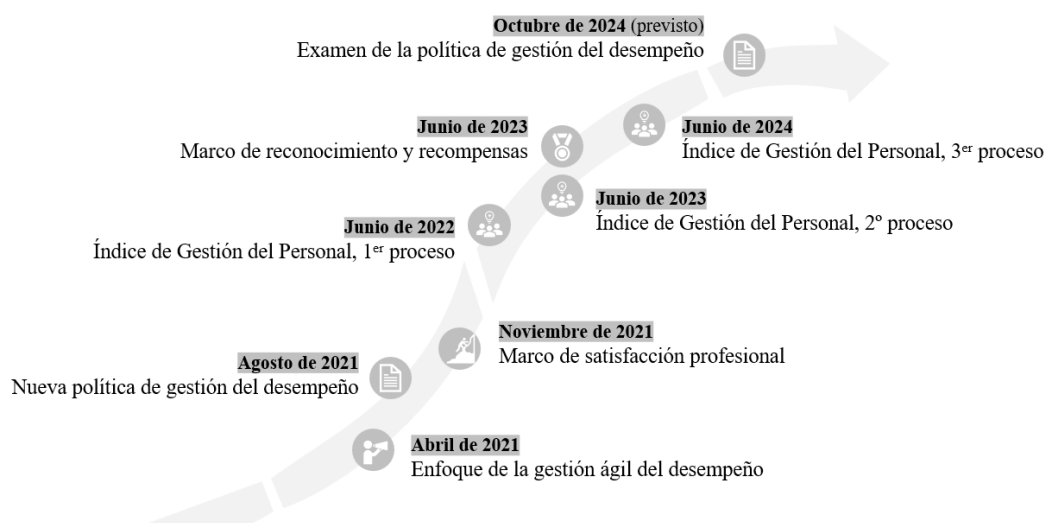 Octubre de 2024 (previsto)
Examen de la política de gestión del desempeño
Junio de 2023
Marco de reconocimiento y recompensas
Junio de 2024
Índice de Gestión del Personal, 3er proceso
Junio de 2023
Índice de Gestión del Personal, 2º proceso
Junio de 2022
Índice de Gestión del Personal, 1er proceso
Noviembre de 2021
Marco de satisfacción profesional
Agosto de 2021
Nueva política de gestión del desempeño
Abril de 2021
Enfoque de la gestión ágil del desempeño